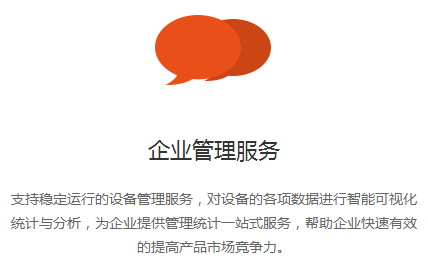 企业管理服务
支持稳定运行的设备管理服务，对设备的各项数据进行智能可视化
统计与分析，为企业提供管理统计一站式服务，帮助企业快速有效
的提高产品市场竞争力。